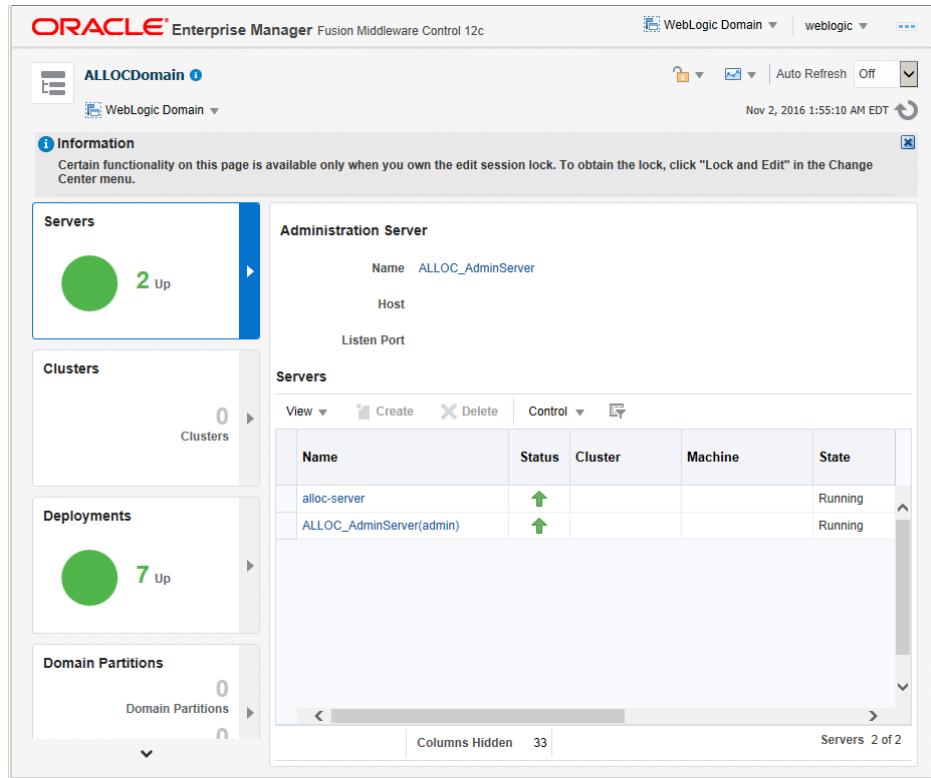 ORACLE Enterprise Manager Fusion Middleware Control 12c
WebLogic Domain
weblogic
ALLOCDomain
WebLogic Domain
Auto Refresh Off
Nov 2, 2016 1:55:10 AM EDT
Information
Certain functionality on this page is available only when you own the edit session lock. To obtain the lock, click "Lock and Edit" in the Change
Center menu.
Servers
2 Up
Clusters
0
Clusters
Deployments
7 Up
Domain Partitions
0
Domain Partitions
0
Administration Server
Name ALLOC_AdminServer
Host
Listen Port
Servers
View Create Delete Control
Name Status Cluster Machine State
alloc-server Running
ALLOC_AdminServer(admin) Running
Columns Hidden 33
Servers 2 of 2